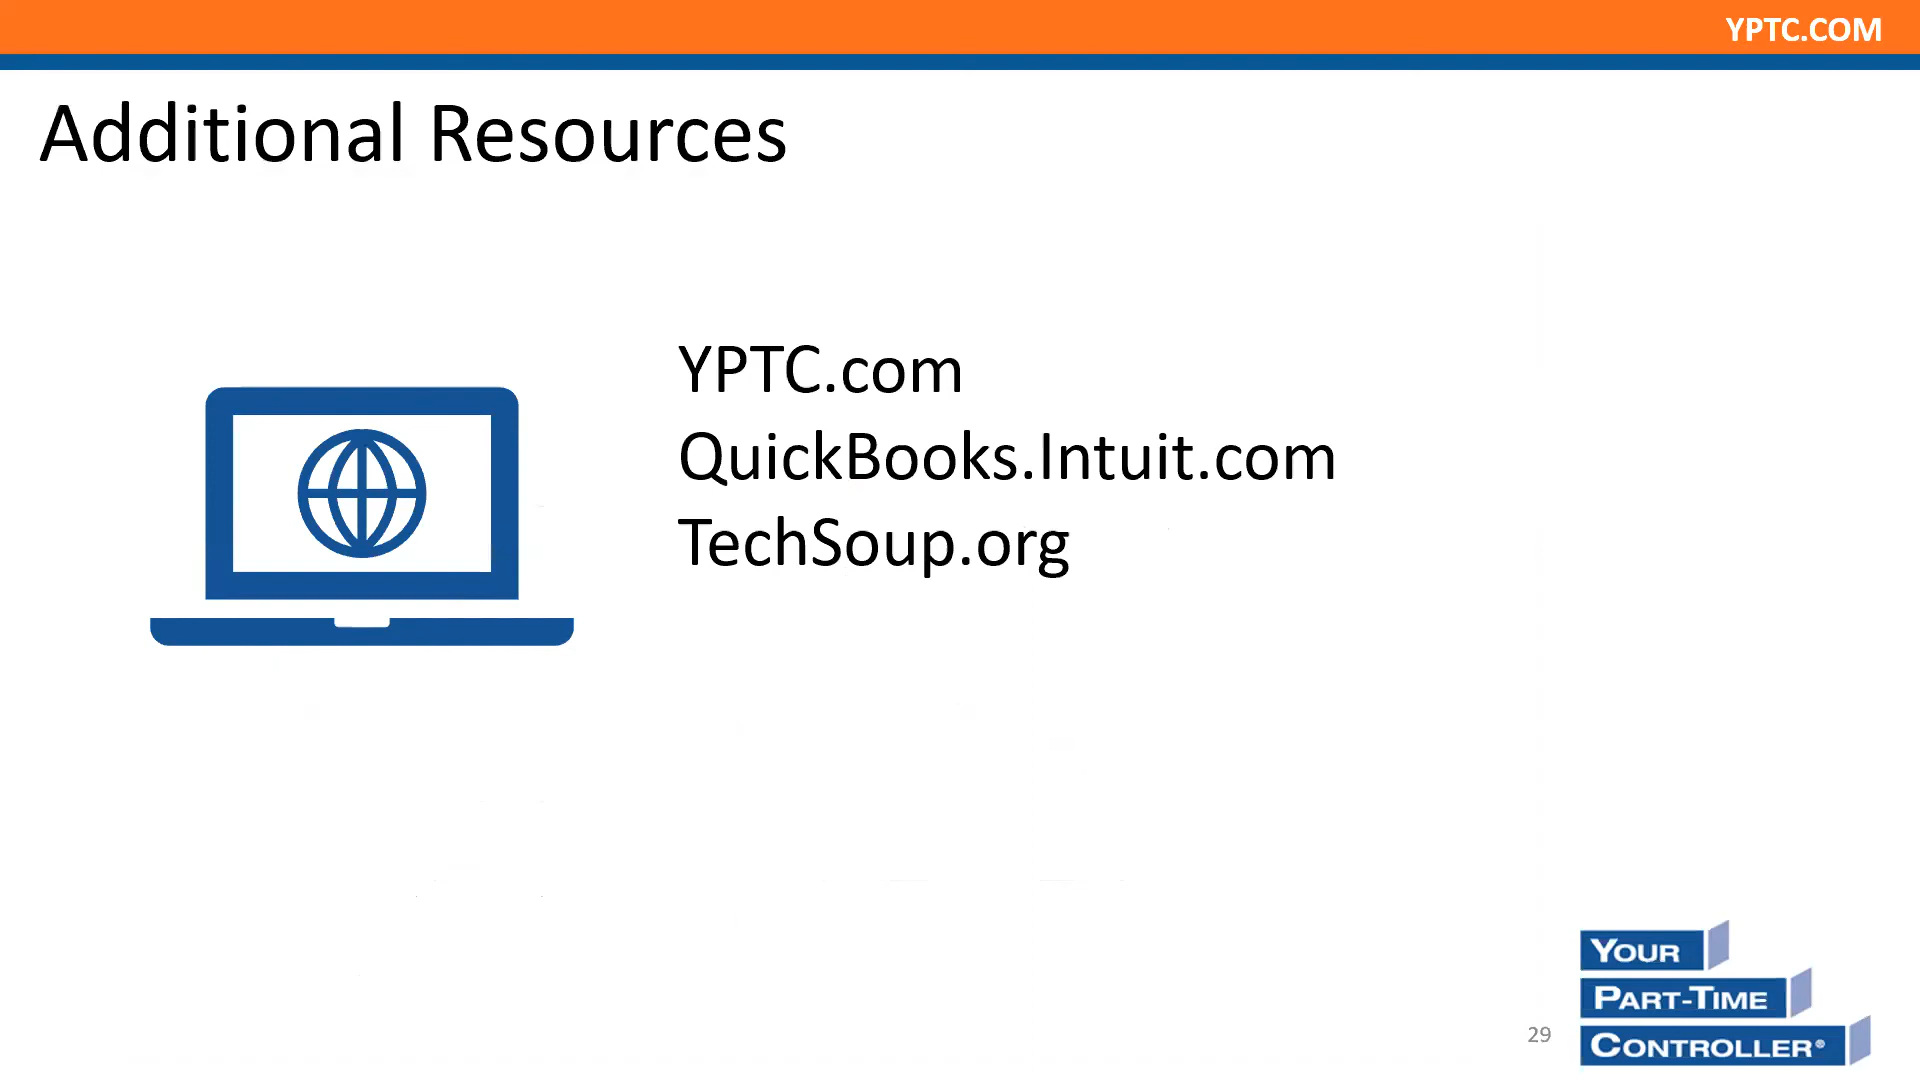 YPTC.COM
Additional Resources
YPTC.com
QuickBooks.Intuit.com
TechSoup.org
29
YOUR
PART-TIME
CONTROLLER®